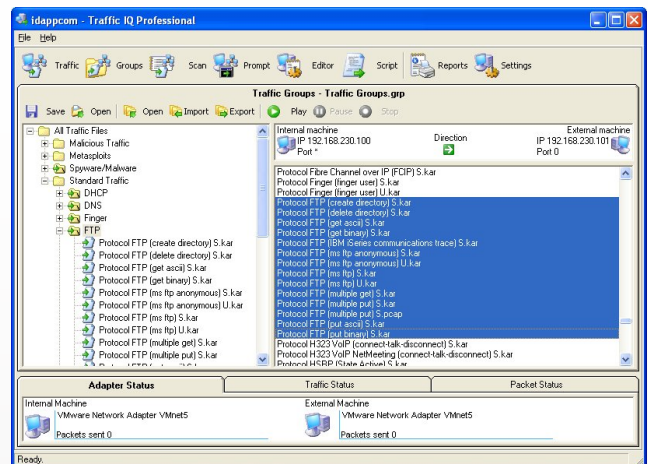 idappcom - Traffic IQ Professional
File Help
Traffic Groups Scan Prompt Editor Script Reports Settings
Traffic Groups - Traffic Groups.grp
Save Open Open Import Export Play Pause Stop
All Traffic Files
Malicious Traffic
Metasploits
Spyware/Malware
Standard Traffic
DHCP
DNS
Finger
FTP
Protocol FTP (create directory) S.kar
Protocol FTP (delete directory) S.kar
Protocol FTP (get ascii) S.kar
Protocol FTP (get binary) S.kar
Protocol FTP (ms ftp anonymous) S.kar
Protocol FTP (ms ftp anonymous) U.kar
Protocol FTP (ms ftp) S.kar
Protocol FTP (ms ftp) U.kar
Protocol FTP (multiple get) S.kar
Protocol FTP (multiple put) S.kar
Internal machine
IP 192.168.230.100
Port *
Direction
External machine
IP 192.168.230.101
Port 0
Protocol Fibre Channel over IP (FCIP) S.kar
Protocol Finger (finger user) S.kar
Protocol Finger (finger user) U.kar
Protocol FTP (create directory) S.kar
Protocol FTP (delete directory) S.kar
Protocol FTP (get ascii) S.kar
Protocol FTP (get binary) S.kar
Protocol FTP (IBM iSeries communications trace) S.kar
Protocol FTP (ms ftp anonymous) S.kar
Protocol FTP (ms ftp anonymous) U.kar
Protocol FTP (ms ftp) S.kar
Protocol FTP (ms ftp) U.kar
Protocol FTP (multiple get) S.kar
Protocol FTP (multiple put) S.kar
Protocol FTP (multiple put) S.pcap
Protocol FTP (put ascii) S.kar
Protocol FTP (put binary) S.kar
Protocol H323 VoIP (connect-talk-disconnect) S.kar
Protocol H323 VoIP NetMeeting (connect-talk-disconnect) S.kar
Protocol HSRP (State Active) S.kar
Adapter Status
Traffic Status
Packet Status
Internal Machine
VMware Network Adapter VMnet5
Packets sent 0
External Machine
VMware Network Adapter VMnet5
Packets sent 0
Ready.